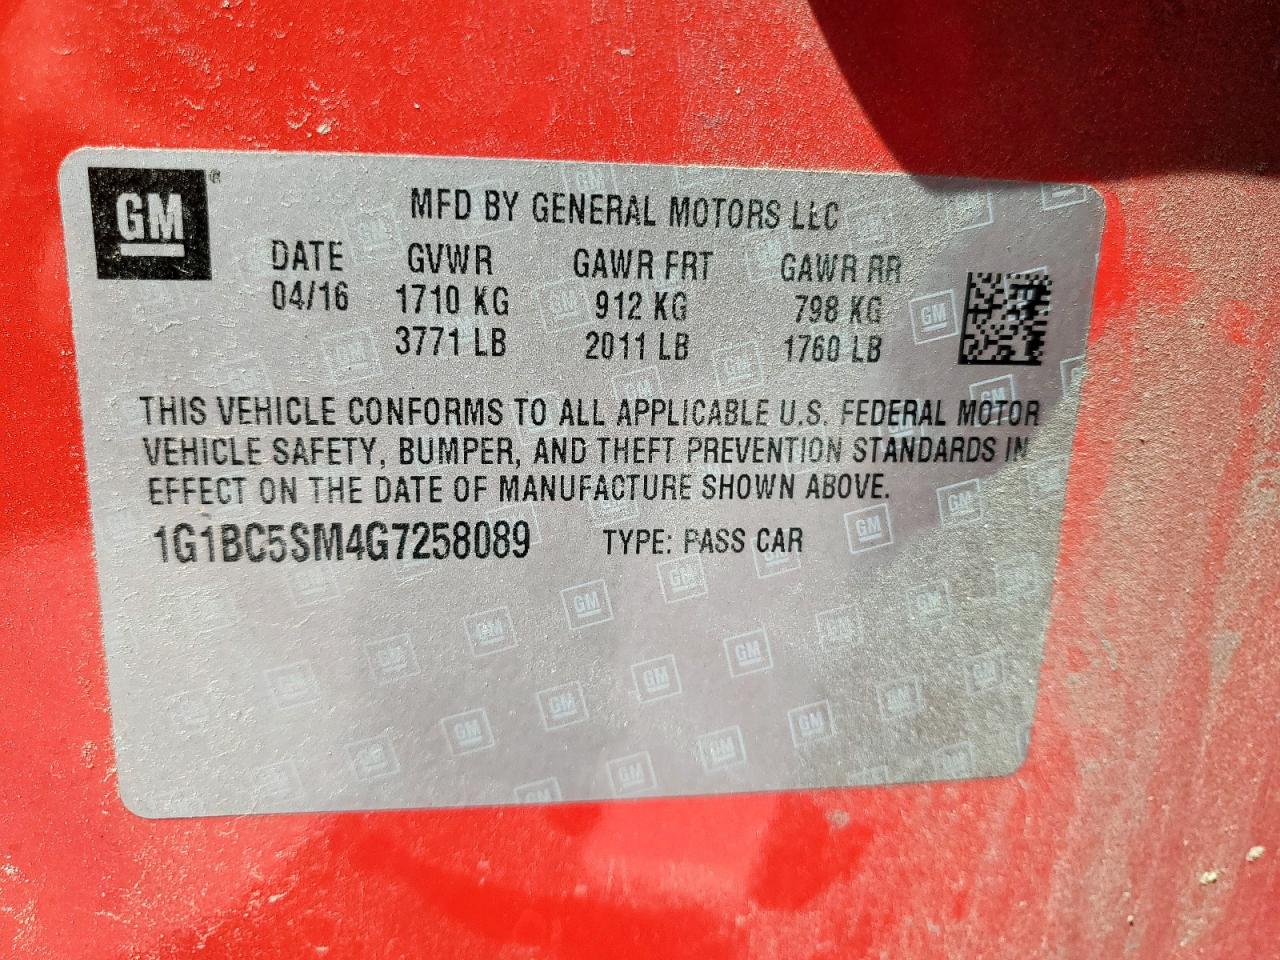 GM®
MFD BY GENERAL MOTORS LLC
DATE GVWR GAWR FRT GAWR RR
04/16 1710 KG 912 KG 798 KG
3771 LB 2011 LB 1760 LB
THIS VEHICLE CONFORMS TO ALL APPLICABLE U.S. FEDERAL MOTOR
VEHICLE SAFETY, BUMPER, AND THEFT PREVENTION STANDARDS IN
EFFECT ON THE DATE OF MANUFACTURE SHOWN ABOVE.
1G1BC5SM4G7258089 TYPE: PASS CAR